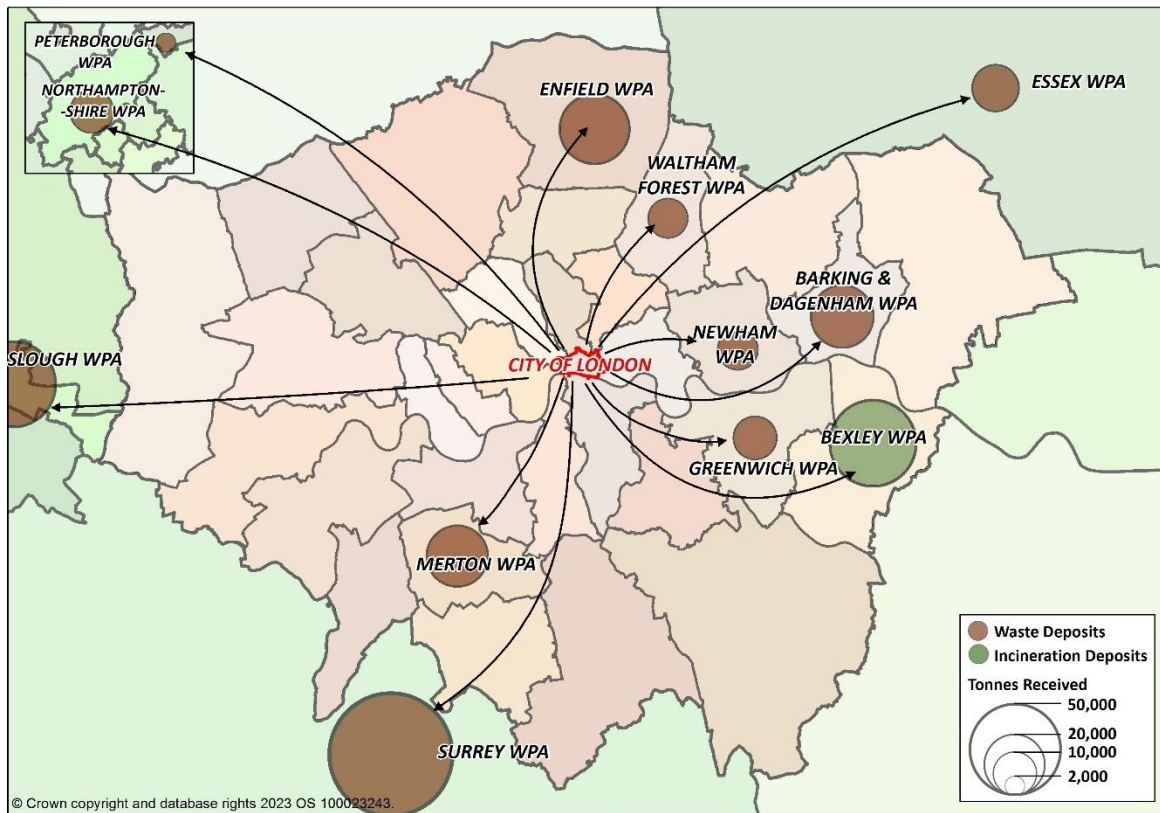 PETERBOROUGH
WPA
NORTHAMPTON-
-SHIRE WPA
ENFIELD WPA
ESSEX WPA
WALTHAM
FOREST WPA
BARKING &
DAGENHAM WPA
NEWHAM
WPA
SLOUGH WPA
CITY OF LONDON
BEXLEY WPA
GREENWICH WPA
MERTON WPA
SURREY WPA
Waste Deposits
Incineration Deposits
Tonnes Received
50,000
20,000
10,000
2,000
© Crown copyright and database rights 2023 OS 100023243.